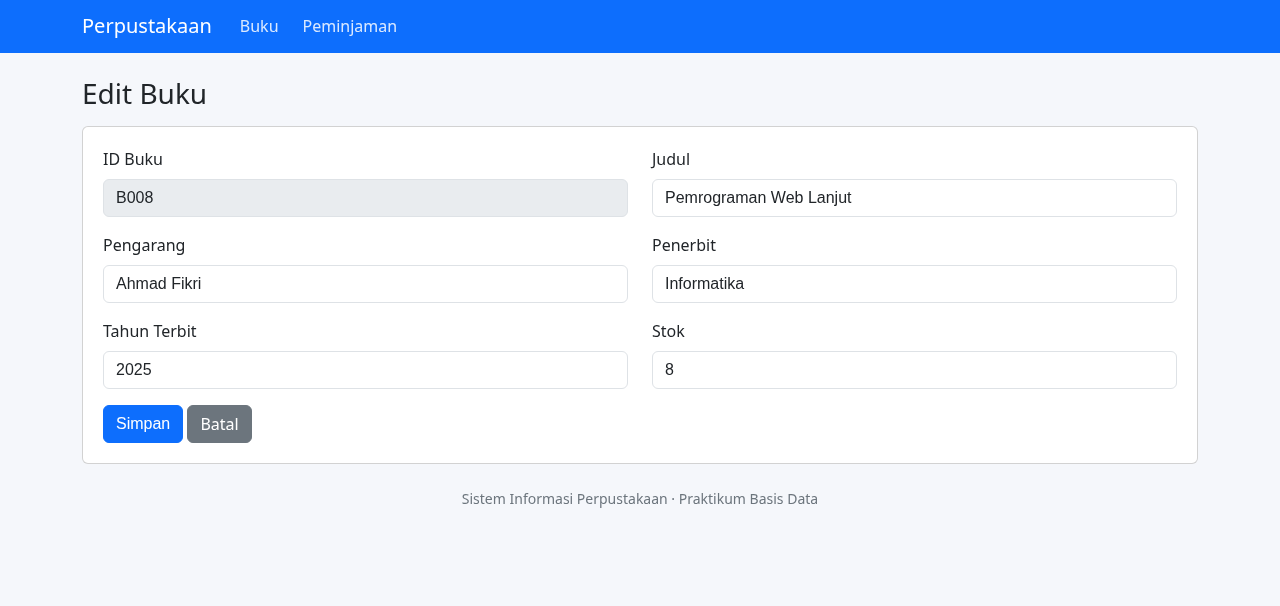 Perpustakaan Buku Peminjaman
Edit Buku
ID Buku Judul
B008 Pemrograman Web Lanjut
Pengarang Penerbit
Ahmad Fikri Informatika
Tahun Terbit Stok
2025 8
Simpan Batal
Sistem Informasi Perpustakaan · Praktikum Basis Data